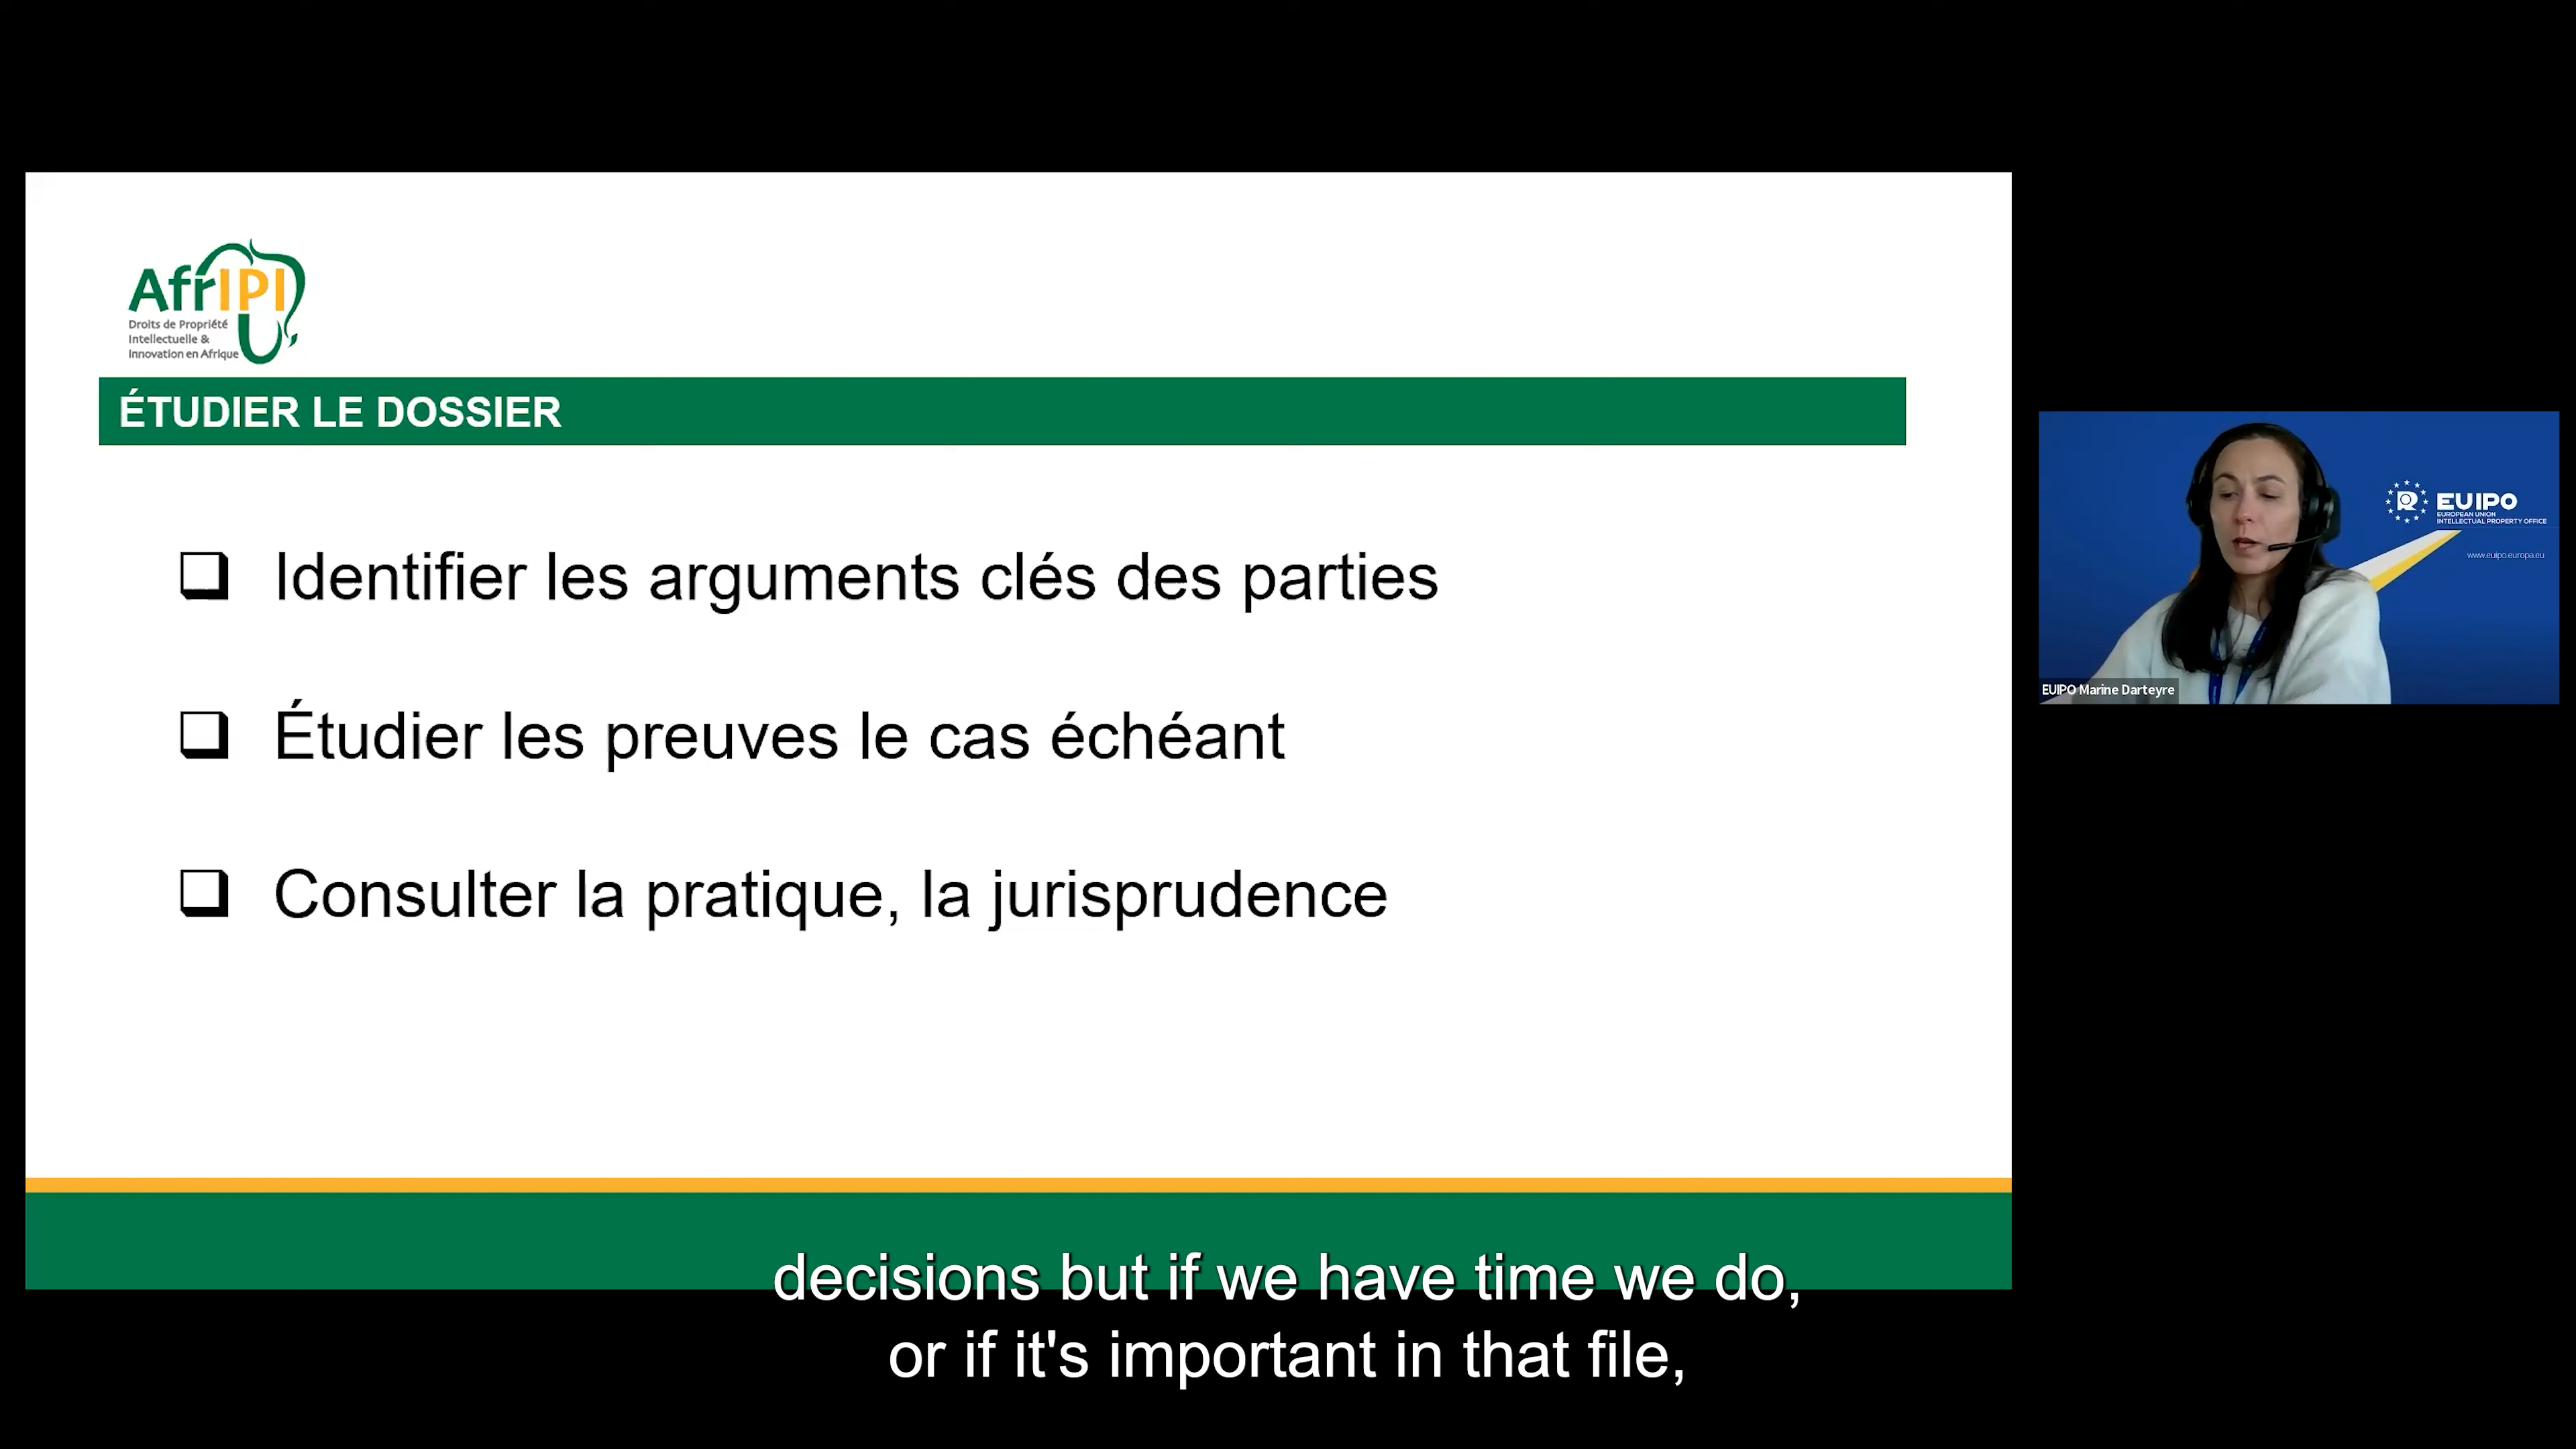 AfrIPI
Droits de Propriété
Intellectuelle &
Innovation en Afrique
ÉTUDIER LE DOSSIER
Identifier les arguments clés des parties
Étudier les preuves le cas échéant
Consulter la pratique, la jurisprudence
EUIPO
EUROPEAN UNION
INTELLECTUAL PROPERTY OFFICE
www.euipo.europa.eu
EUIPO Marine Darteyre
decisions but if we have time we do,
or if it's important in that file,